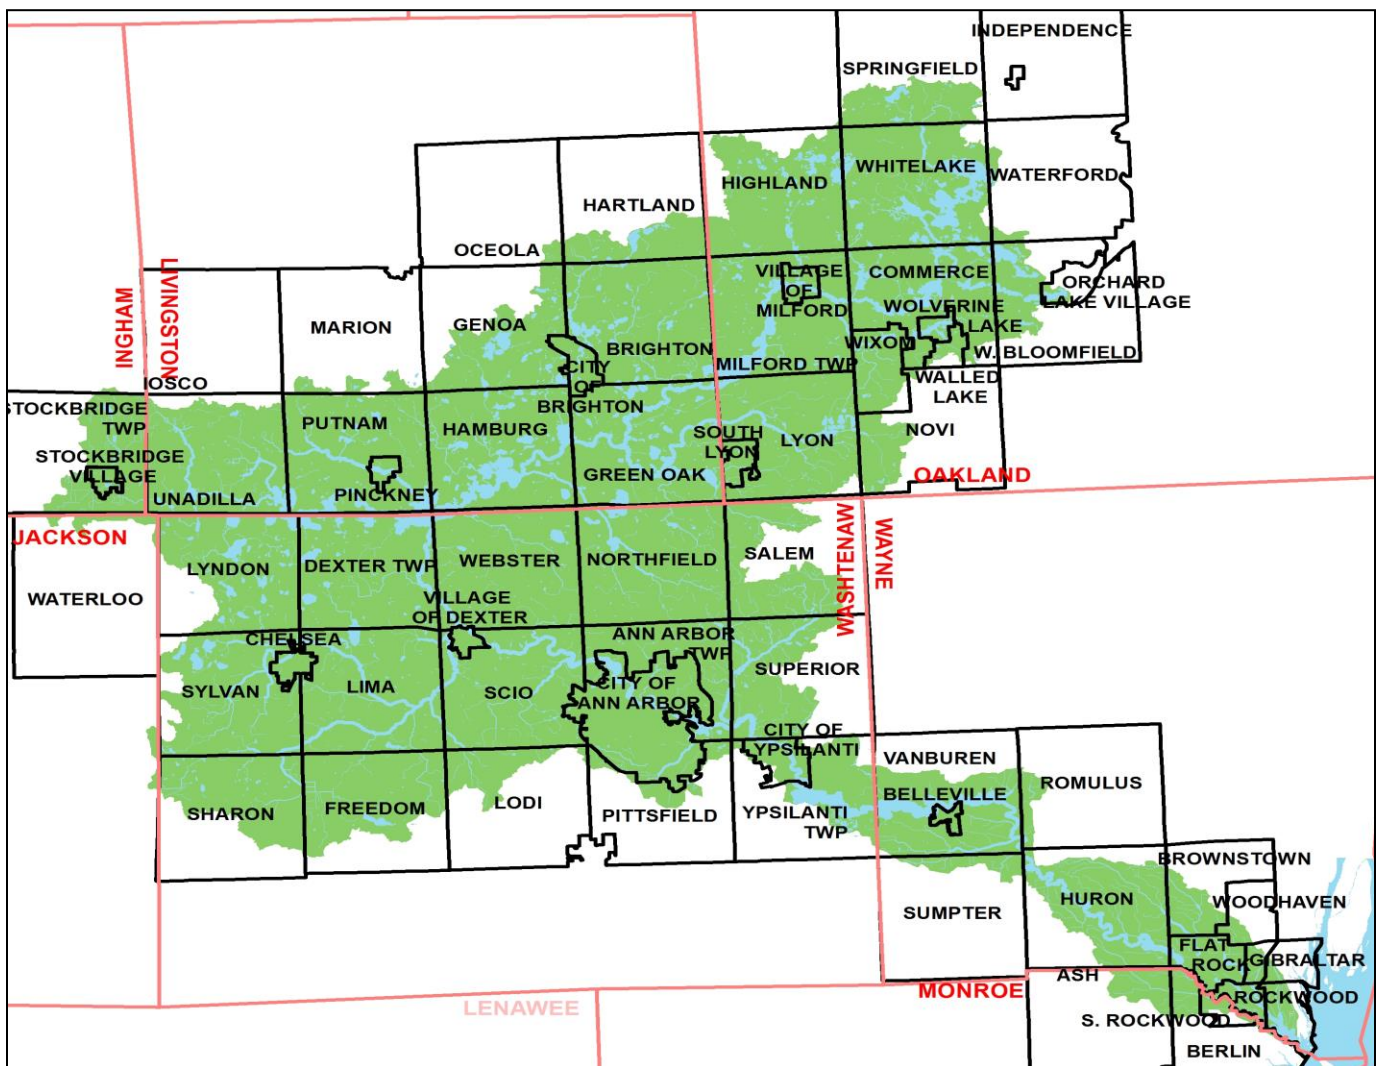 INDEPENDENCE
SPRINGFIELD
WHITELAKE
WATERFORD
HIGHLAND
HARTLAND
OCEOLA
VILLAGE
OF
MILFORD
COMMERCE
ORCHARD
LAKE VILLAGE
WOLVERINE
LAKE
INGHAM
LIVINGSTON
MARION
GENOA
BRIGHTON
CITY
OF
BRIGHTON
MILFORD TWP
WIXOM
W. BLOOMFIELD
WALLED
LAKE
IOSCO
STOCKBRIDGE
TWP
PUTNAM
HAMBURG
SOUTH
LYON
LYON
NOVI
STOCKBRIDGE
VILLAGE
UNADILLA
PINCKNEY
GREEN OAK
OAKLAND
JACKSON
WASHTENAW
WAYNE
LYNDON
DEXTER TWP
WEBSTER
NORTHFIELD
SALEM
WATERLOO
VILLAGE
OF DEXTER
CHELSEA
ANN ARBOR
TWP
SUPERIOR
SYLVAN
LIMA
SCIO
CITY OF
ANN ARBOR
CITY OF
YPSILANTI
VANBUREN
ROMULUS
BELLEVILLE
SHARON
FREEDOM
LODI
PITTSFIELD
YPSILANTI
TWP
BROWNSTOWN
WOODHAVEN
HURON
SUMPTER
FLAT
ROCK
GIBRALTAR
ASH
MONROE
ROCKWOOD
LENAWEE
S. ROCKWOOD
BERLIN